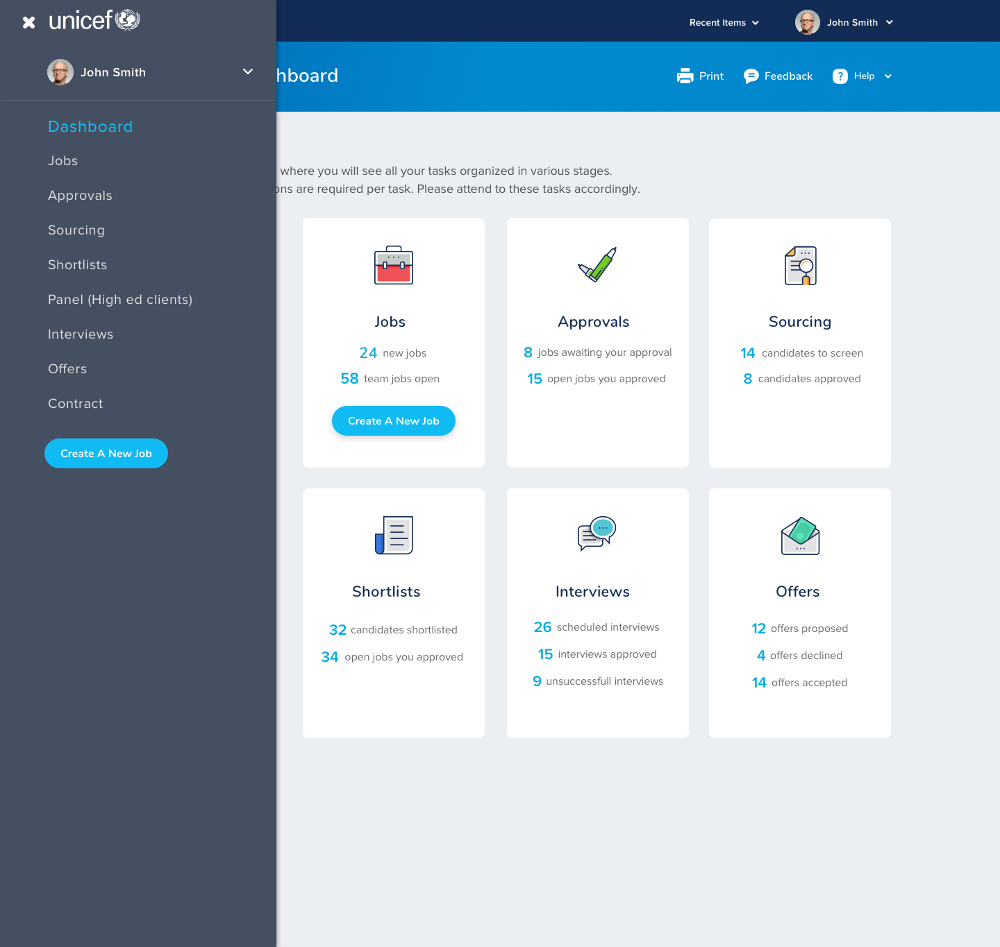 unicef
John Smith
Dashboard
Jobs
Approvals
Sourcing
Shortlists
Panel (High ed clients)
Interviews
Offers
Contract
Create A New Job
Recent Items
John Smith
hboard
Print
Feedback
? Help
where you will see all your tasks organized in various stages.
ons are required per task. Please attend to these tasks accordingly.
Jobs
24 new jobs
58 team jobs open
Create A New Job
Approvals
8 jobs awaiting your approval
15 open jobs you approved
Sourcing
14 candidates to screen
8 candidates approved
Shortlists
32 candidates shortlisted
34 open jobs you approved
Interviews
26 scheduled interviews
15 interviews approved
9 unsuccessfull interviews
Offers
12 offers proposed
4 offers declined
14 offers accepted